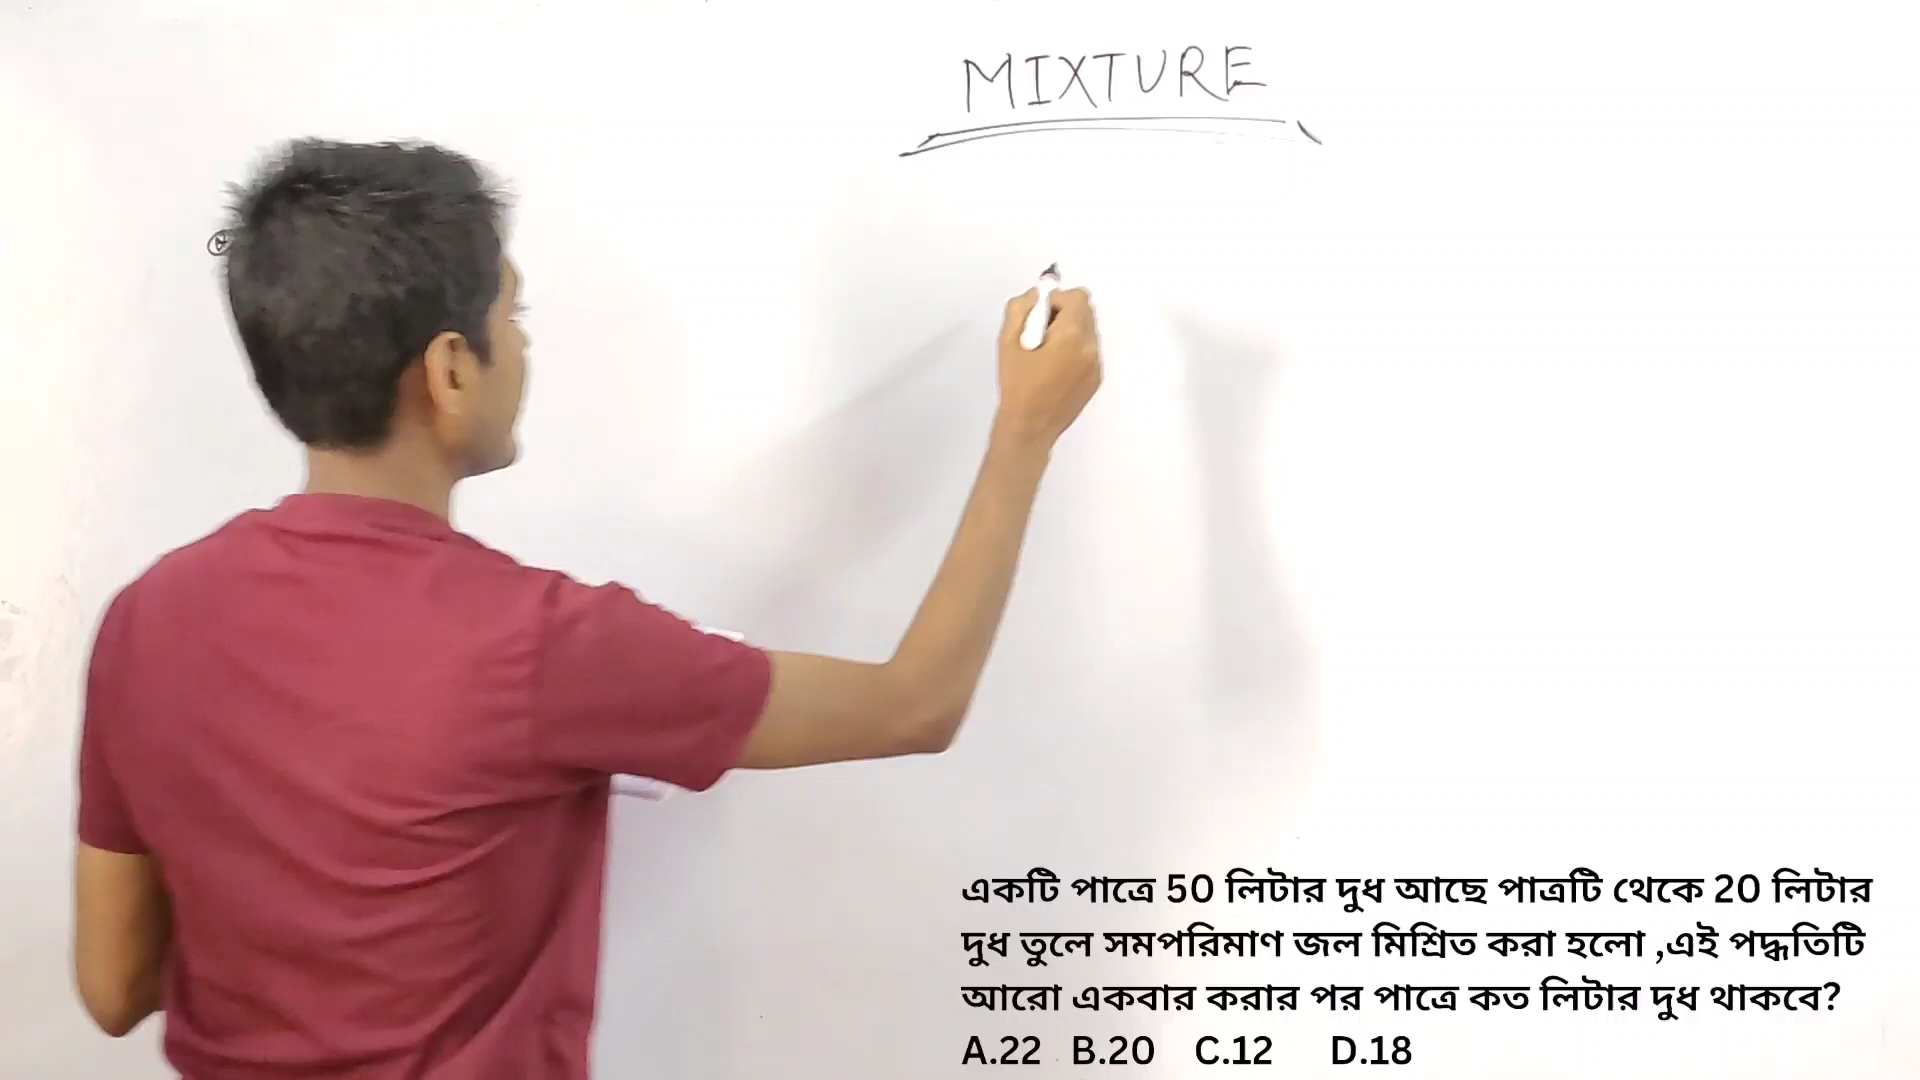 MIXTURE
একটি পাত্রে 50 লিটার দুধ আছে পাত্রটি থেকে 20 লিটার
দুধ তুলে সমপরিমাণ জল মিশ্রিত করা হলো ,এই পদ্ধতিটি
আরো একবার করার পর পাত্রে কত লিটার দুধ থাকবে?
A.22 B.20 C.12 D.18